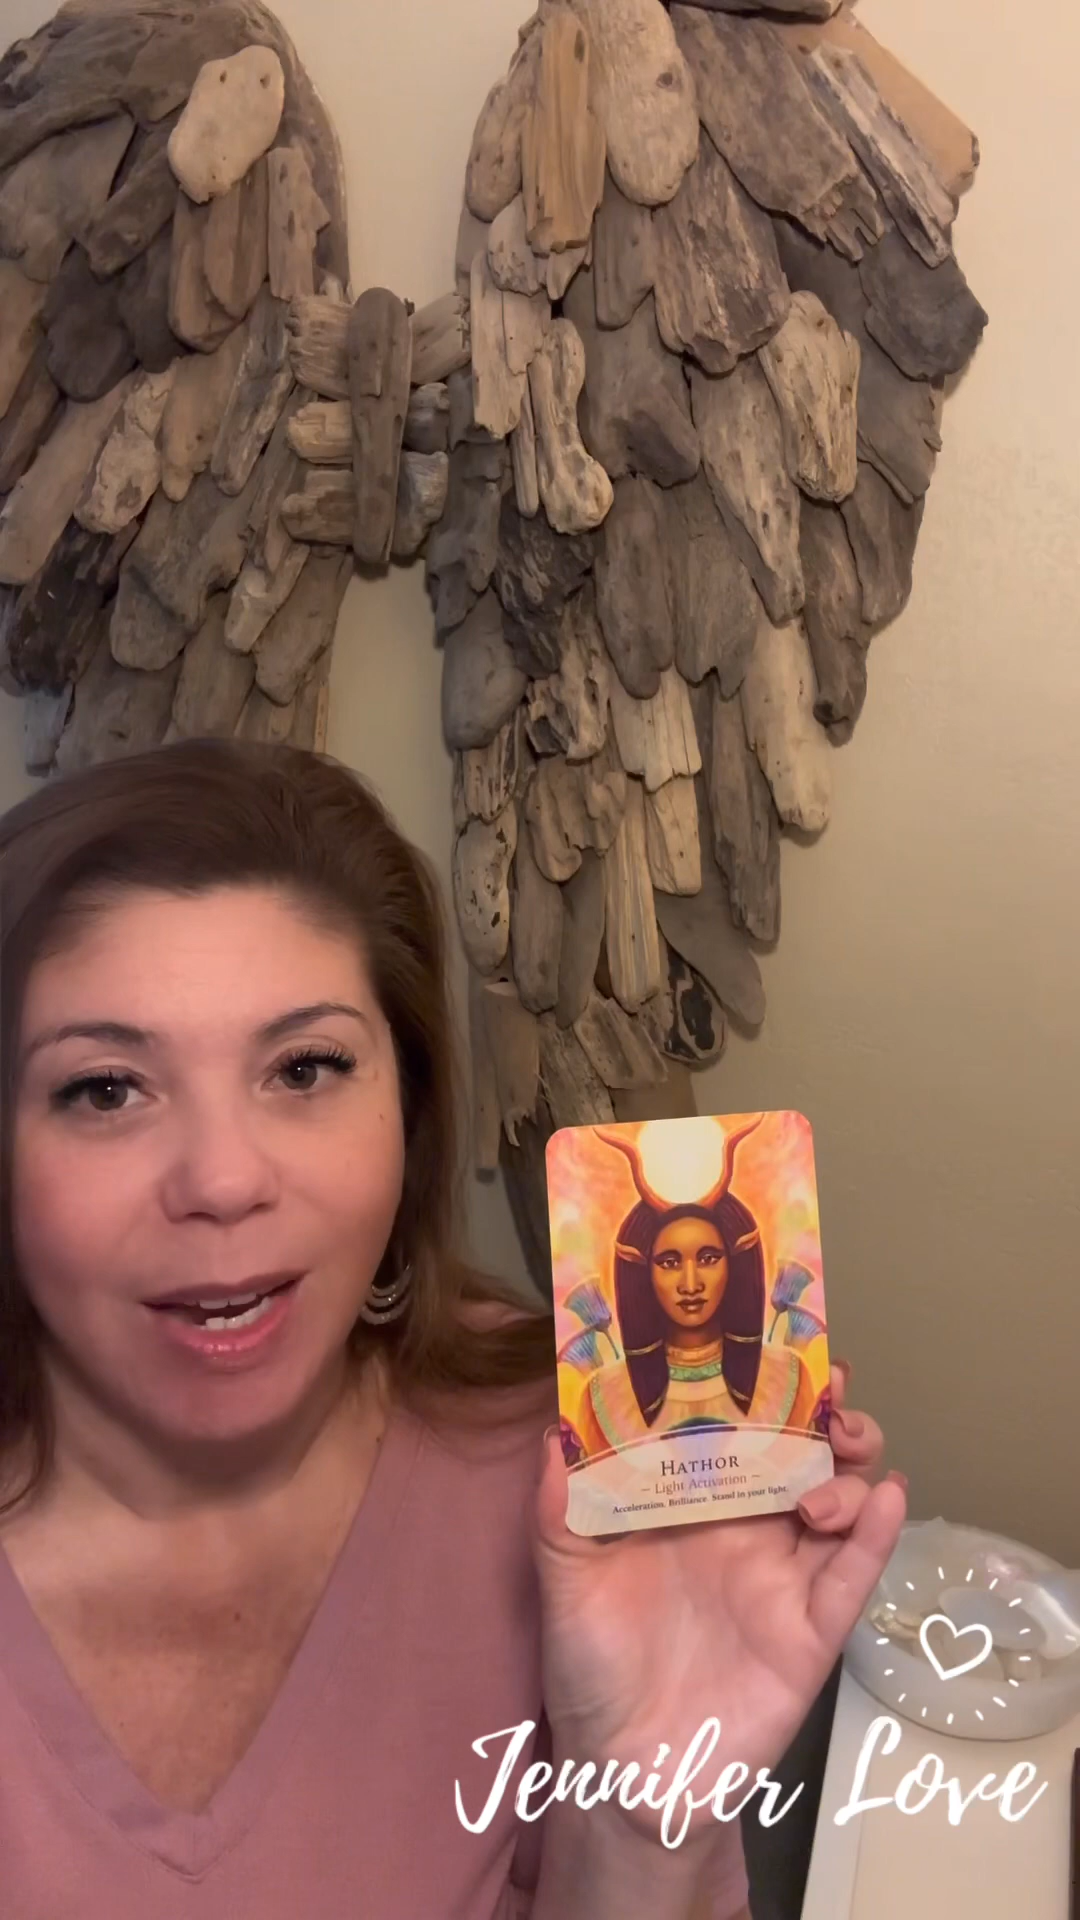 HATHOR
– Light Activation –
Acceleration. Brilliance. Stand in your light.
Jennifer Love